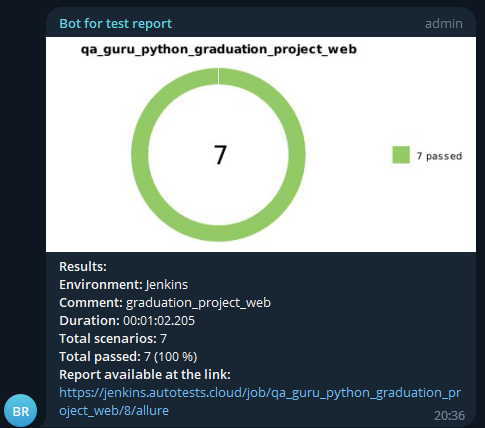 Bot for test report admin
qa_guru_python_graduation_project_web
7
7 passed
Results:
Environment: Jenkins
Comment: graduation_project_web
Duration: 00:01:02.205
Total scenarios: 7
Total passed: 7 (100 %)
Report available at the link:
https://jenkins.autotests.cloud/job/qa_guru_python_graduation_pr
oject_web/8/allure
BR
20:36